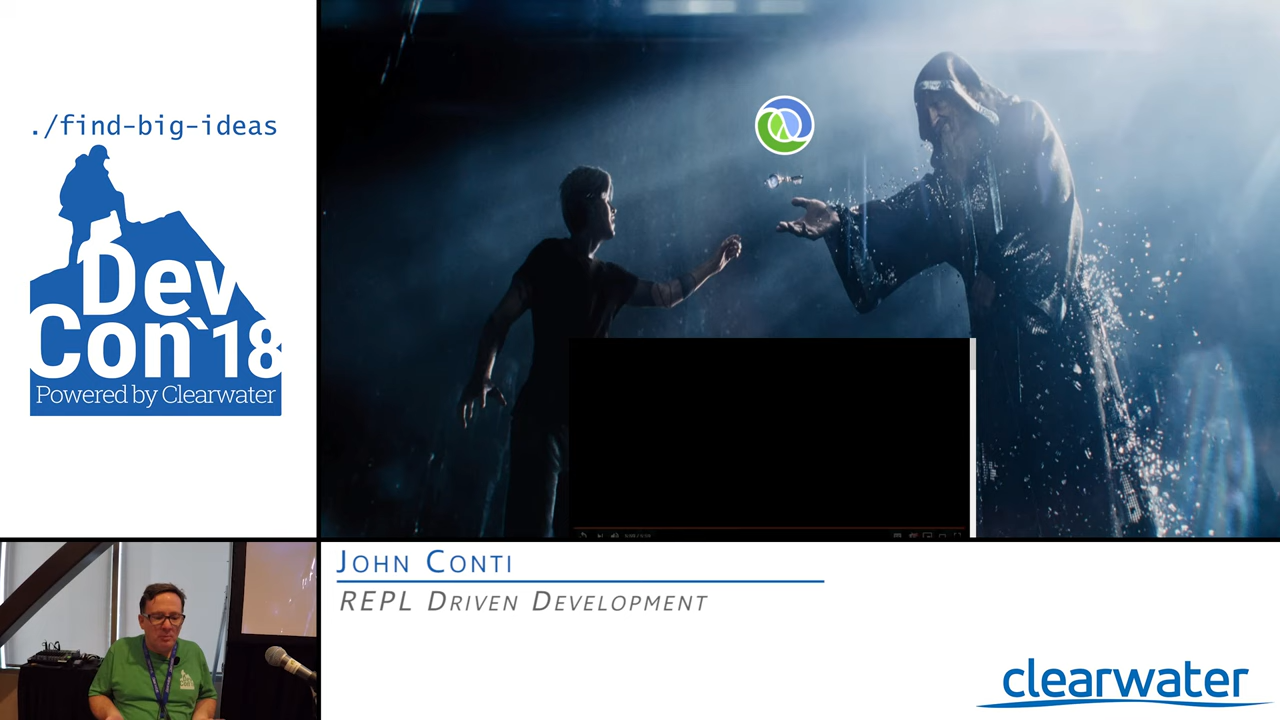 ./find-big-ideas
Dev
Con`18
Powered by Clearwater
JOHN CONTI
REPL DRIVEN DEVELOPMENT
clearwater